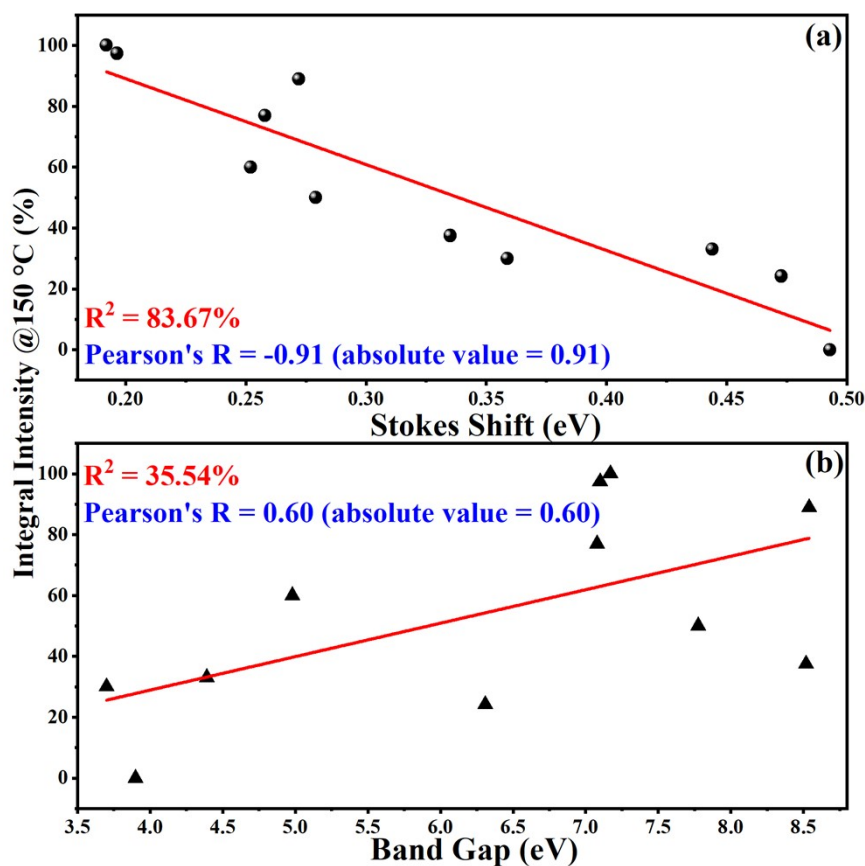 Integral Intensity @150 °C (%)
(a)
100
80
60
40
20
0
R² = 83.67%
Pearson's R = -0.91 (absolute value = 0.91)
0.20 0.25 0.30 0.35 0.40 0.45 0.50
Stokes Shift (eV)
(b)
R² = 35.54%
Pearson's R = 0.60 (absolute value = 0.60)
100
80
60
40
20
0
3.5 4.0 4.5 5.0 5.5 6.0 6.5 7.0 7.5 8.0 8.5
Band Gap (eV)